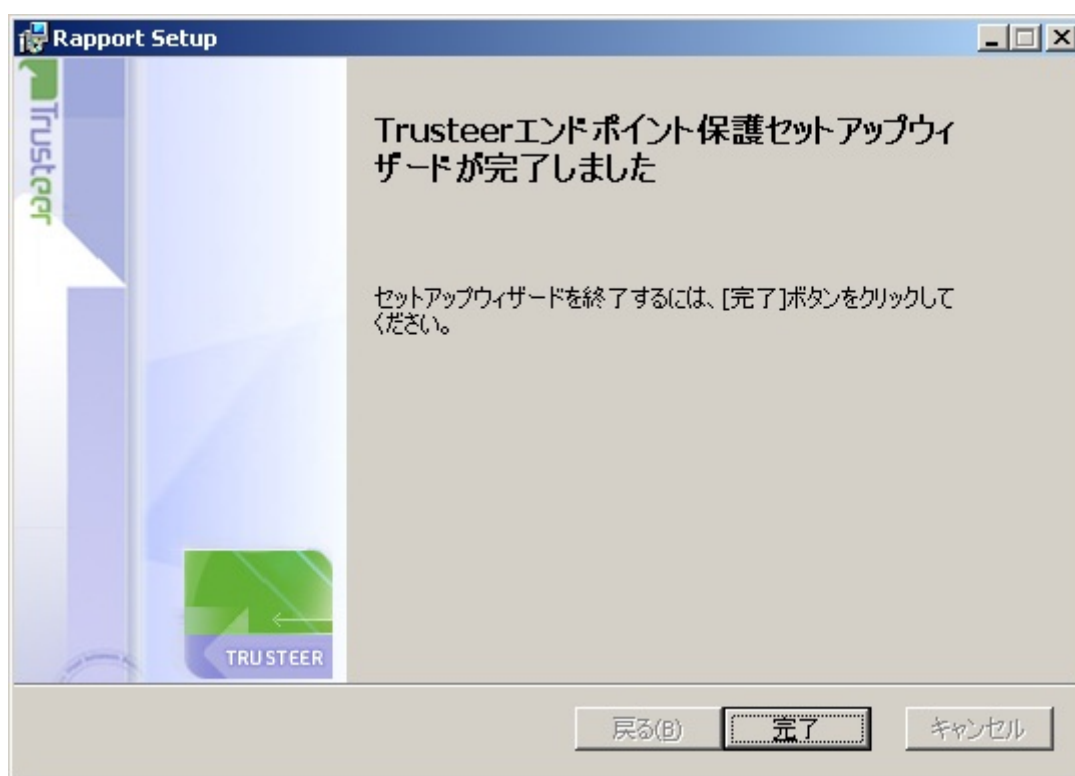 Rapport Setup
Trusteer
Trusteerエンドポイント保護セットアップウィ
ザードが完了しました
セットアップウィザードを終了するには、[完了]ボタンをクリックして
ください。
TRUSTEER
戻る(B)
完了
キャンセル